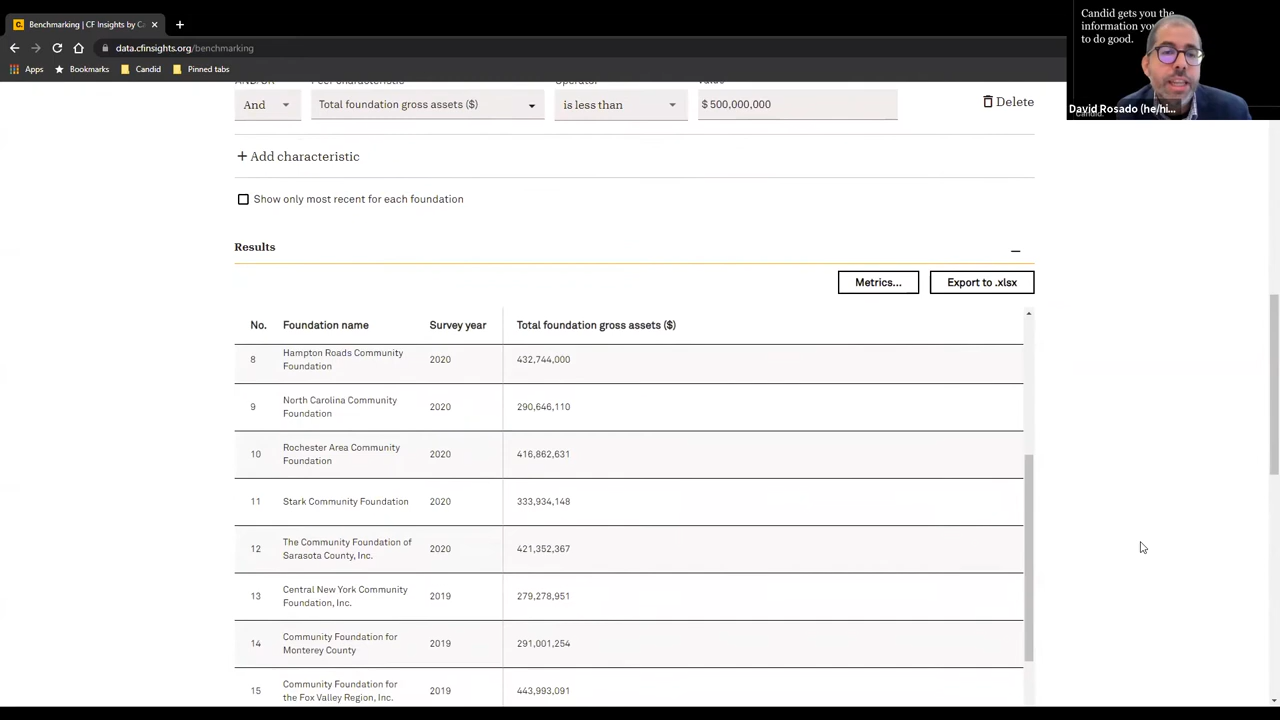 Benchmarking | CF Insights by C
data.cfinsights.org/benchmarking
Apps Bookmarks Candid Pinned tabs
Candid gets you the
information yo
to do good.
David Rosado (he/hi...
And Total foundation gross assets ($) is less than $ 500,000,000 Delete
+ Add characteristic
Show only most recent for each foundation
Results
Metrics... Export to .xlsx
No. Foundation name Survey year Total foundation gross assets ($)
8 Hampton Roads Community Foundation 2020 432,744,000
9 North Carolina Community Foundation 2020 290,646,110
10 Rochester Area Community Foundation 2020 416,862,631
11 Stark Community Foundation 2020 333,934,148
12 The Community Foundation of Sarasota County, Inc. 2020 421,352,367
13 Central New York Community Foundation, Inc. 2019 279,278,951
14 Community Foundation for Monterey County 2019 291,001,254
15 Community Foundation for the Fox Valley Region, Inc. 2019 443,993,091